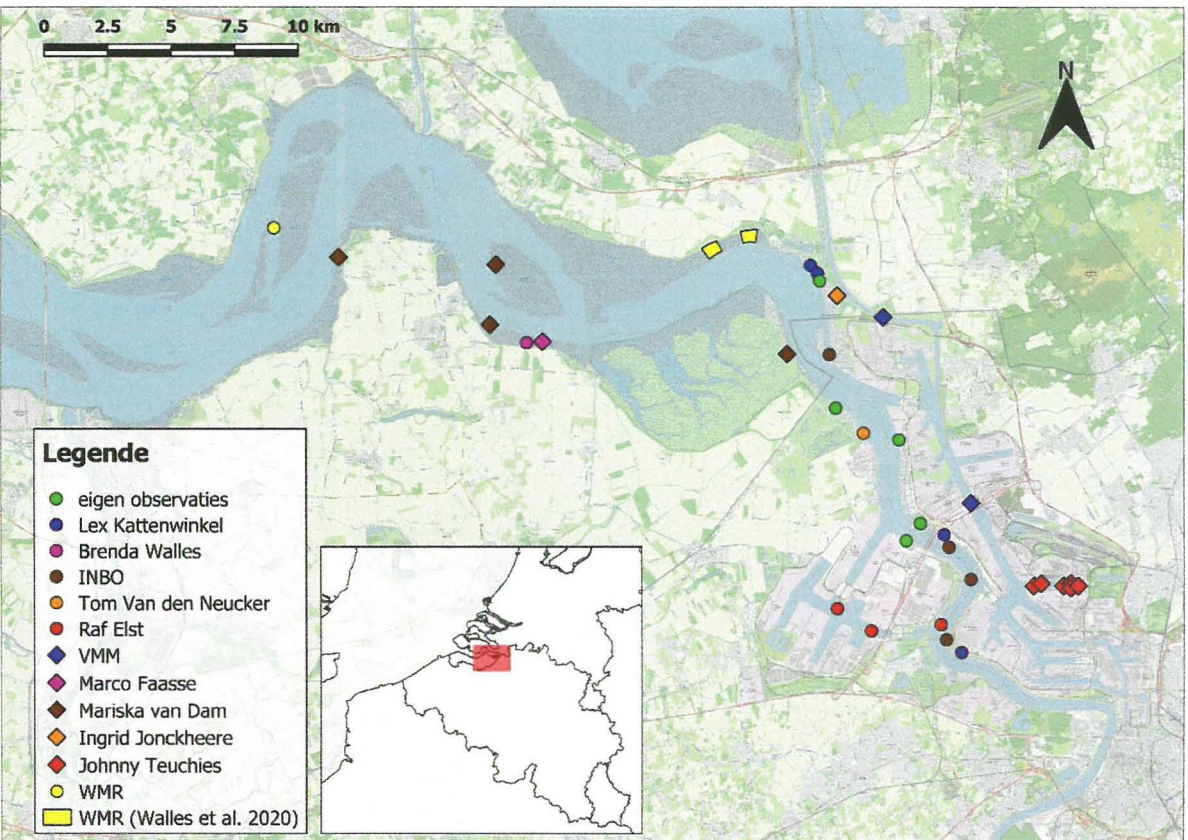 0 2.5 5 7.5 10 km
N
Legende
eigen observaties
Lex Kattenwinkel
Brenda Walles
INBO
Tom Van den Neucker
Raf Elst
VMM
Marco Faasse
Mariska van Dam
Ingrid Jonckheere
Johnny Teuchies
WMR
WMR (Walles et al. 2020)